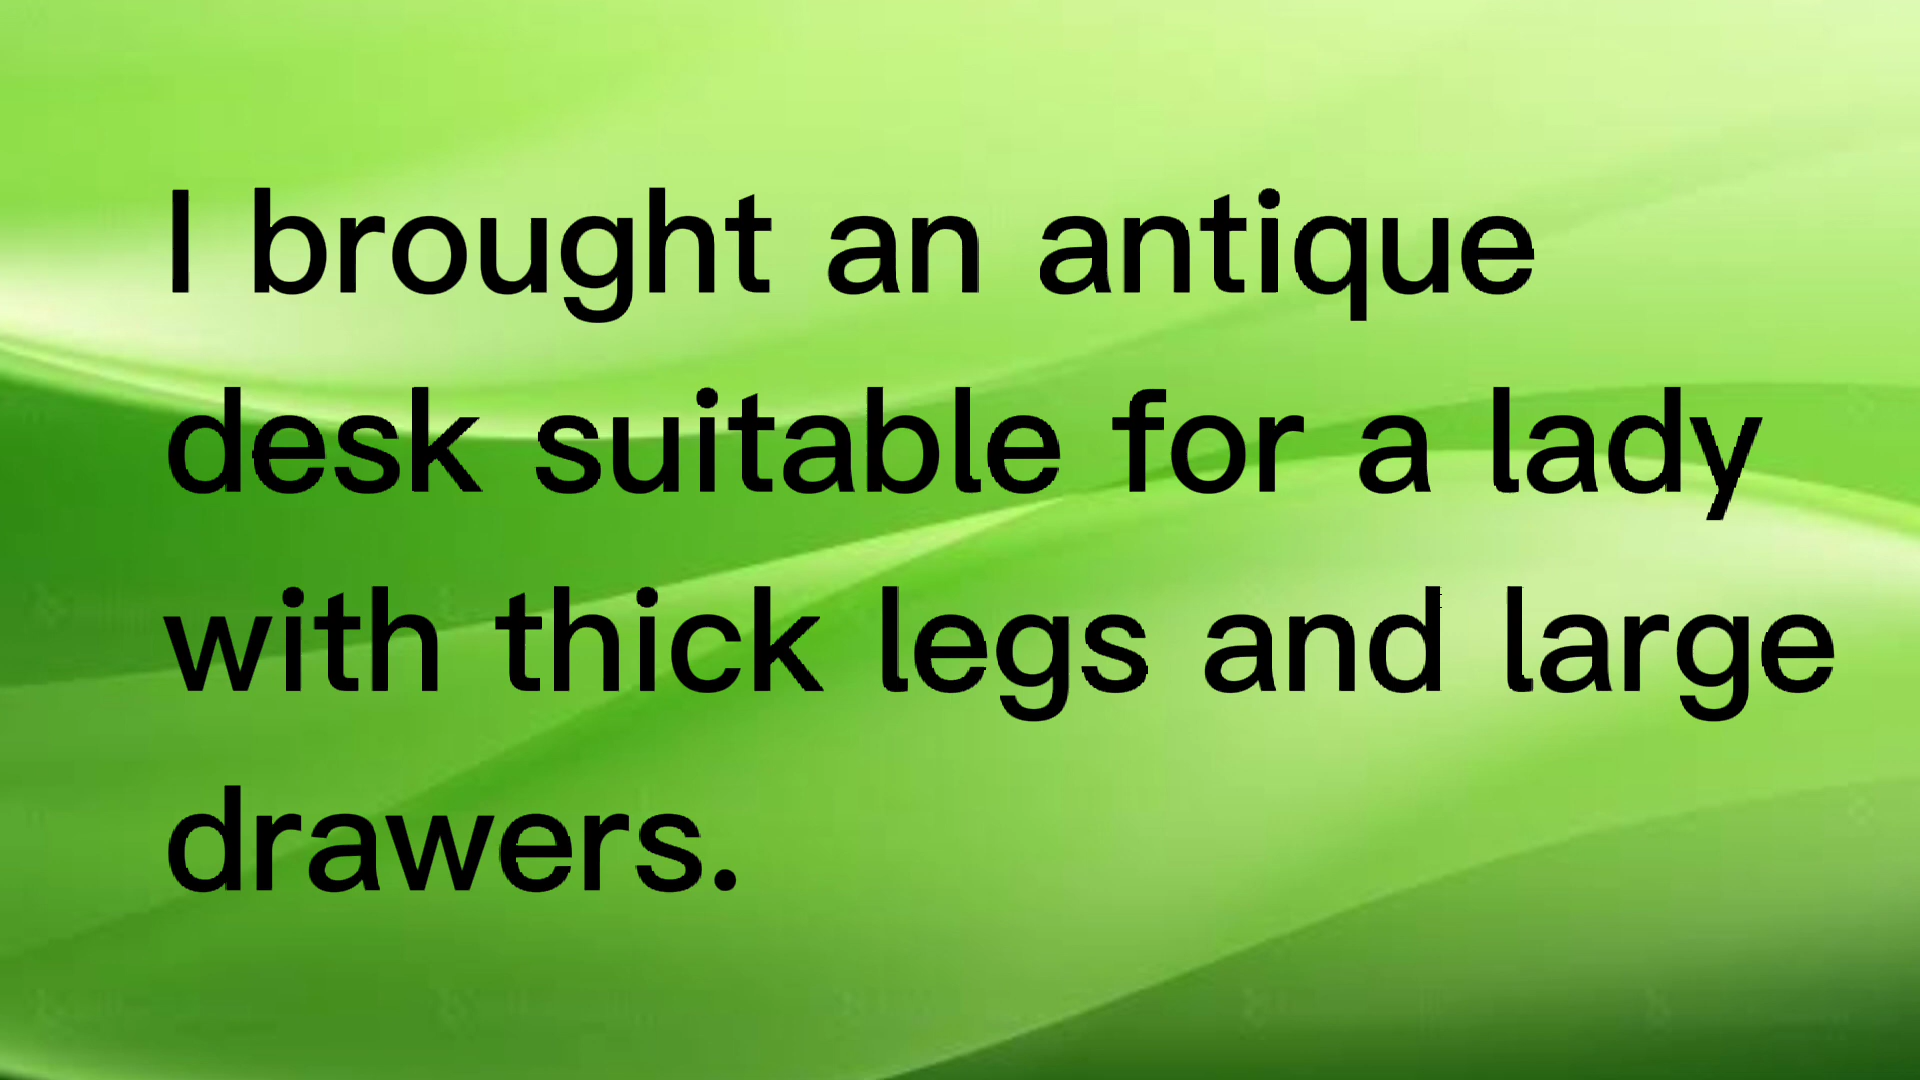 I brought an antique
desk suitable for a lady
with thick legs and large
drawers.